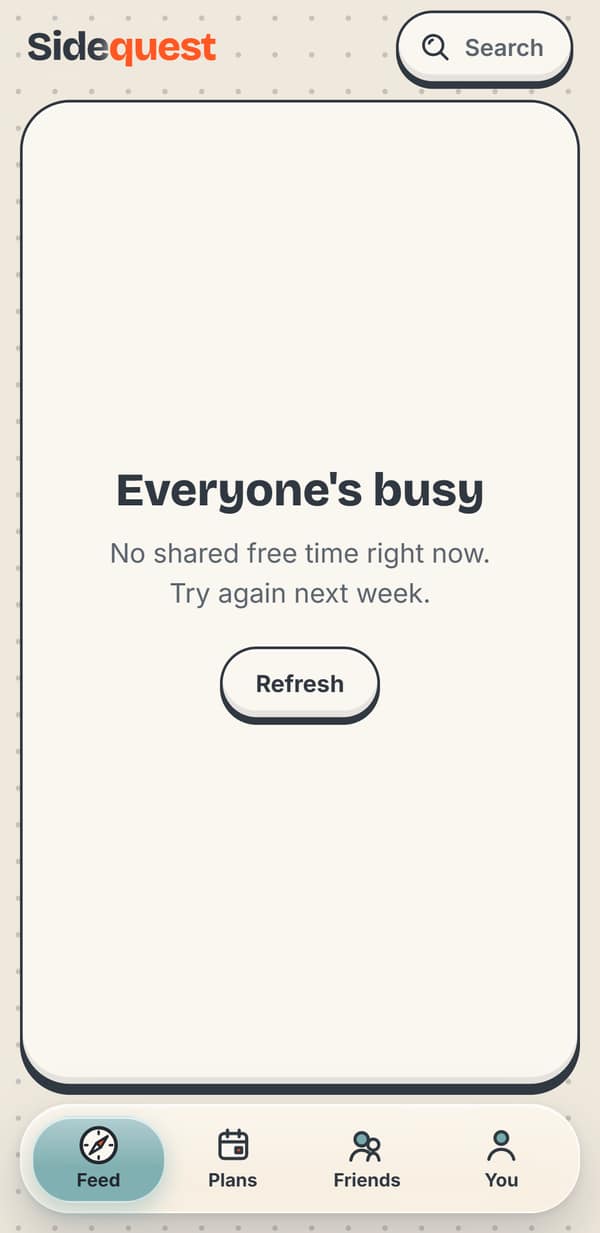 Sidequest
Search
Everyone's busy
No shared free time right now.
Try again next week.
Refresh
Feed
Plans
Friends
You